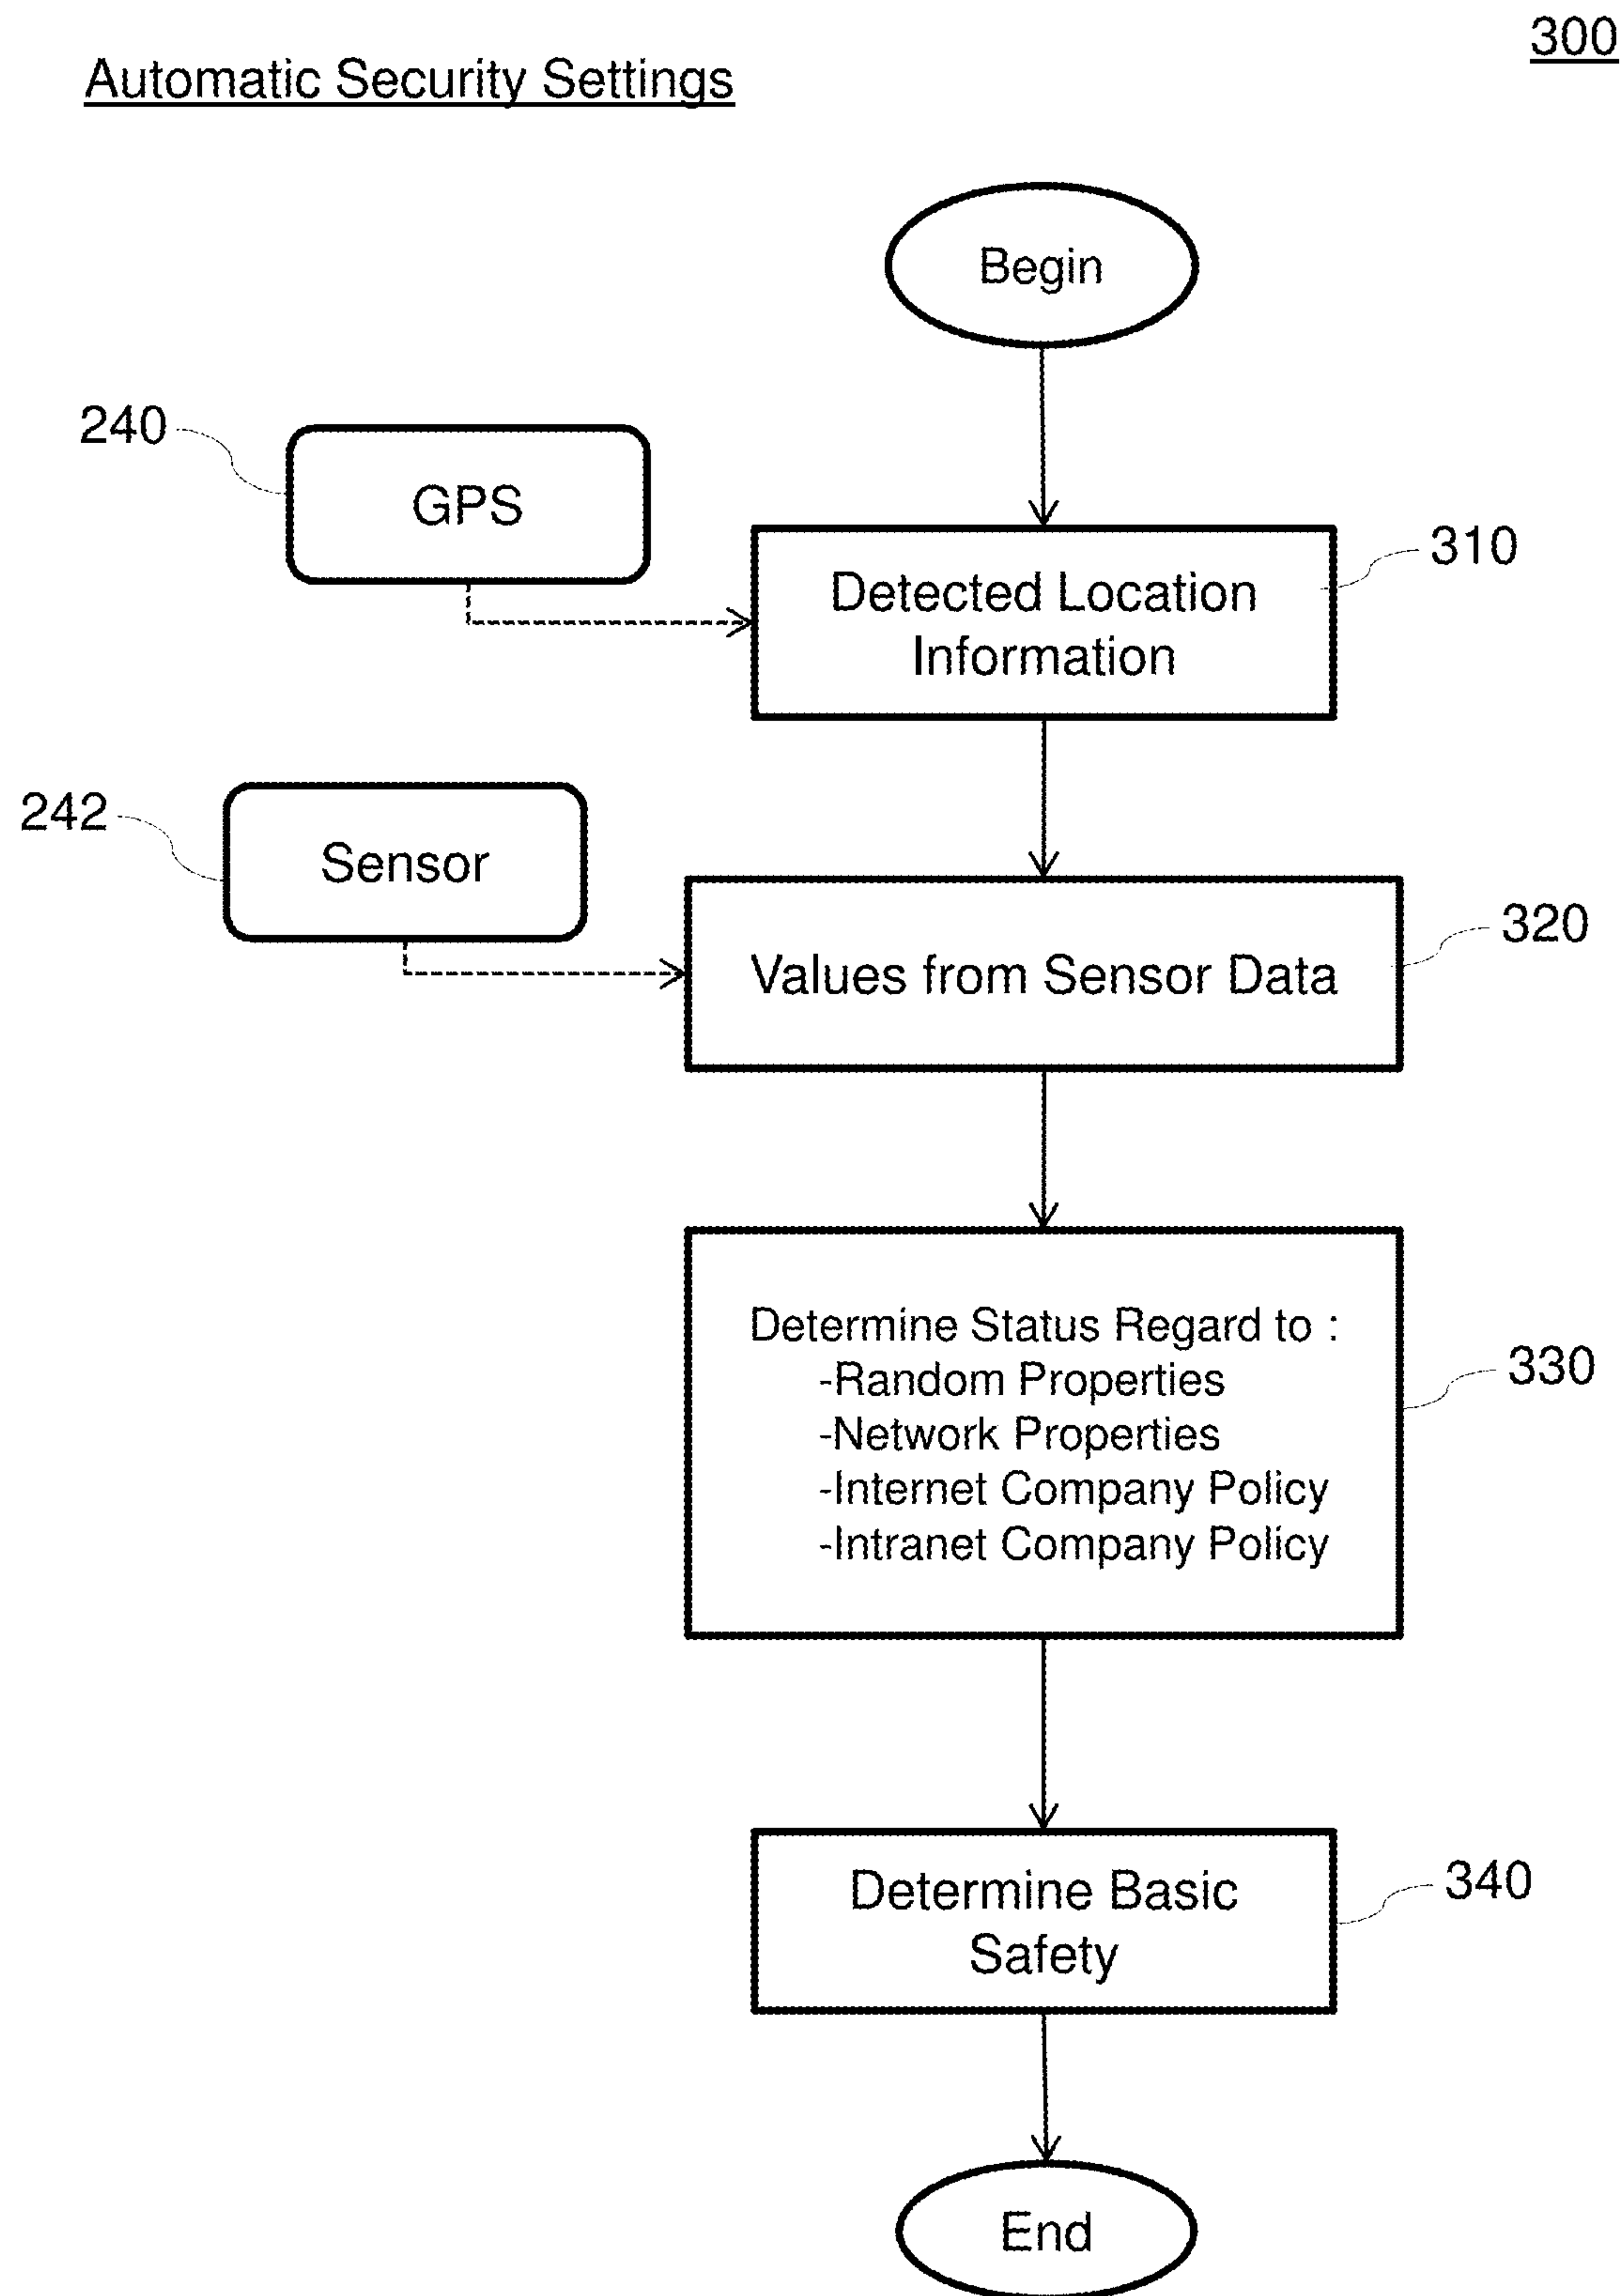 300
Automatic Security Settings
Begin
240
GPS
310
Detected Location
Information
242
Sensor
320
Values from Sensor Data
330
Determine Status Regard to :
-Random Properties
-Network Properties
-Internet Company Policy
-Intranet Company Policy
340
Determine Basic
Safety
End